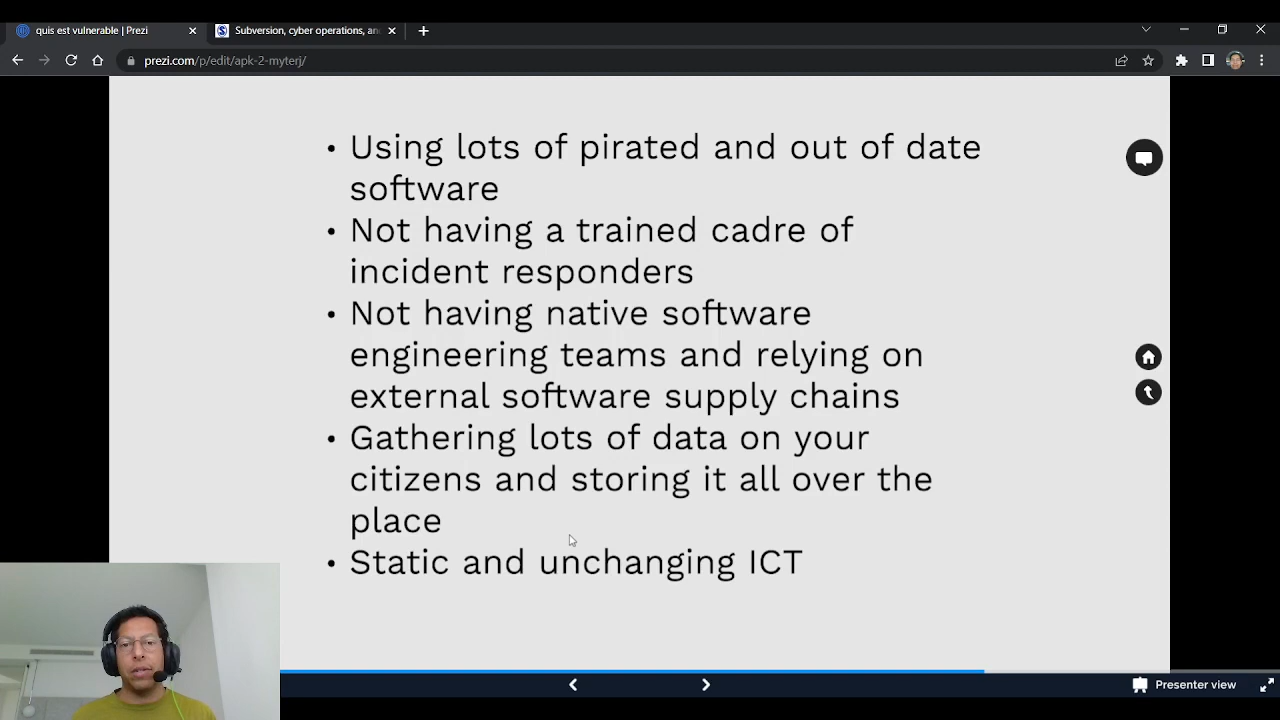 quis est vulnerable | Prezi
Subversion, cyber operations, an
prezi.com/p/edit/apk-2-myterj/
• Using lots of pirated and out of date
software
• Not having a trained cadre of
incident responders
• Not having native software
engineering teams and relying on
external software supply chains
• Gathering lots of data on your
citizens and storing it all over the
place
• Static and unchanging ICT
Presenter view